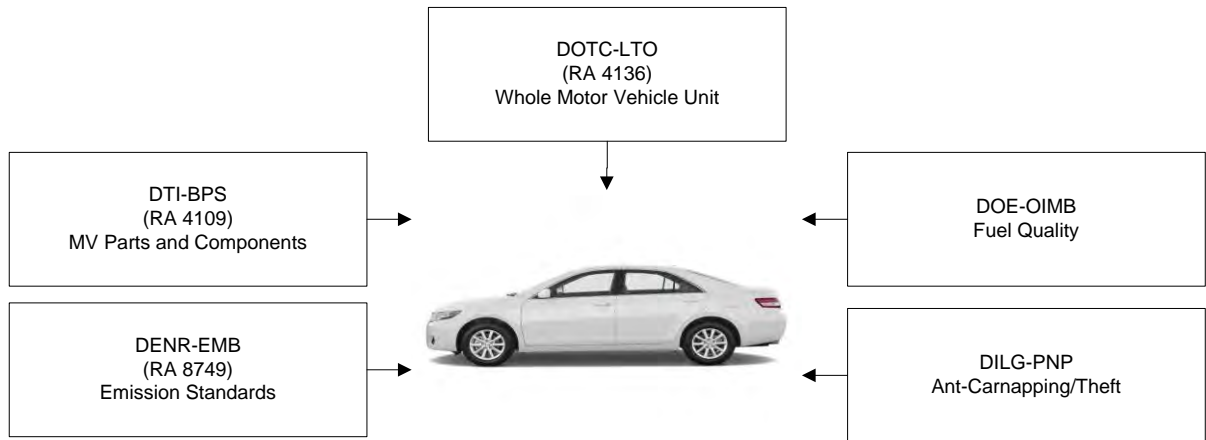 DOTC-LTO
(RA 4136)
Whole Motor Vehicle Unit
DTI-BPS
(RA 4109)
MV Parts and Components
DOE-OIMB
Fuel Quality
DENR-EMB
(RA 8749)
Emission Standards
DILG-PNP
Ant-Carnapping/Theft